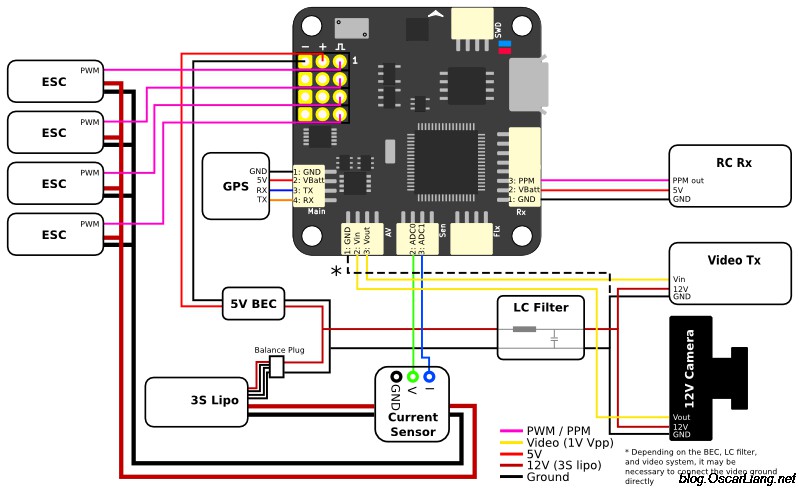 SWD
− +
1
PWM
ESC
PWM
ESC
PWM
ESC
PWM
ESC
GPS
GND
5V
RX
TX
1: GND
2: VBatt
3: TX
4: RX
Main
3: PPM
2: VBatt
1: GND
Rx
PPM out
5V
GND
RC Rx
1: GND
2: Vin
3: Vout
AV
2: ADC0
3: ADC1
Sen
Flx
*
Video Tx
Vin
12V
GND
5V BEC
LC Filter
Balance Plug
3S Lipo
GND
V
I
Current
Sensor
12V Camera
Vout
12V
GND
PWM / PPM
Video (1V Vpp)
5V
12V (3S lipo)
Ground
* Depending on the BEC, LC filter,
and video system, it may be
necessary to connect the video ground
directly
blog.OscarLiang.net